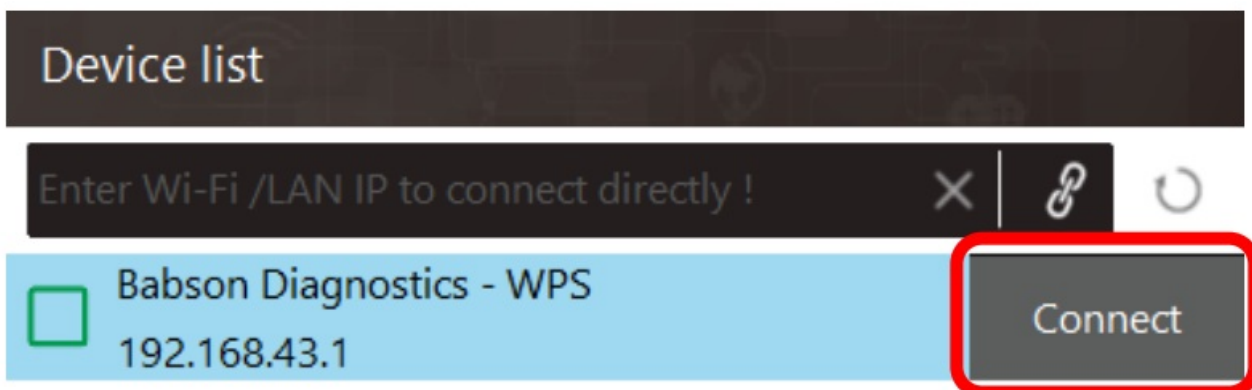 Device list
Enter Wi-Fi /LAN IP to connect directly !
Babson Diagnostics - WPS
Connect
192.168.43.1